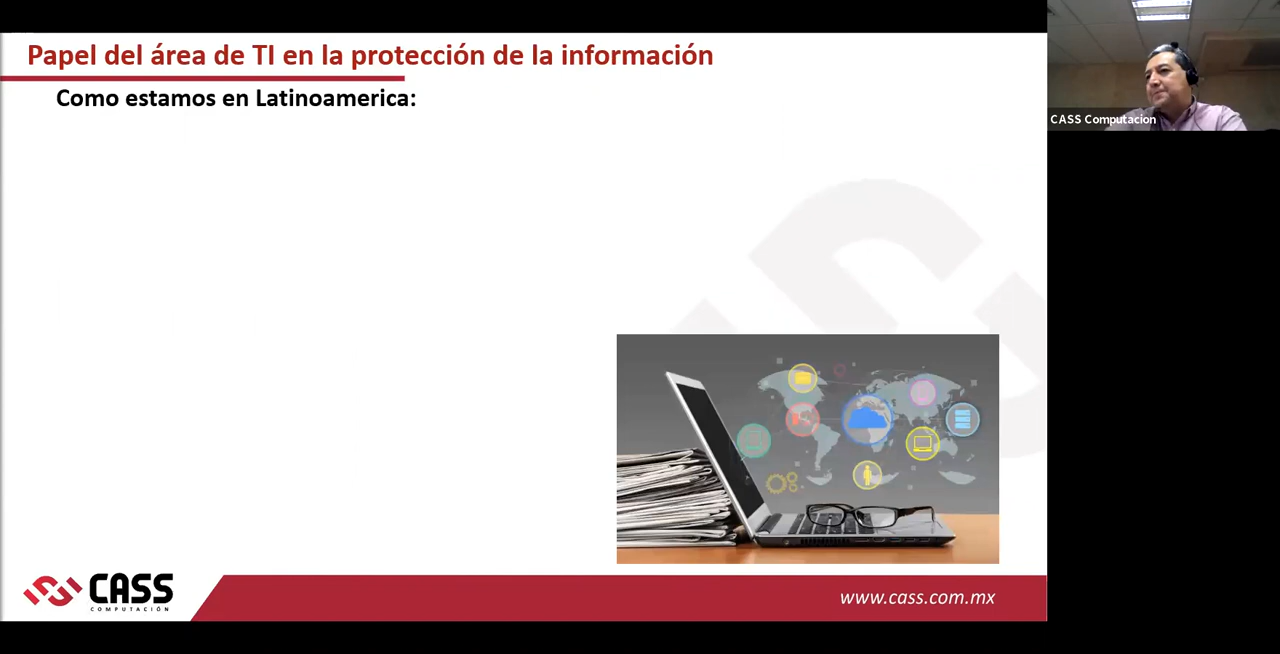 Papel del área de TI en la protección de la información
Como estamos en Latinoamerica:
CASS Computacion
CASS
COMPUTACIÓN
www.cass.com.mx